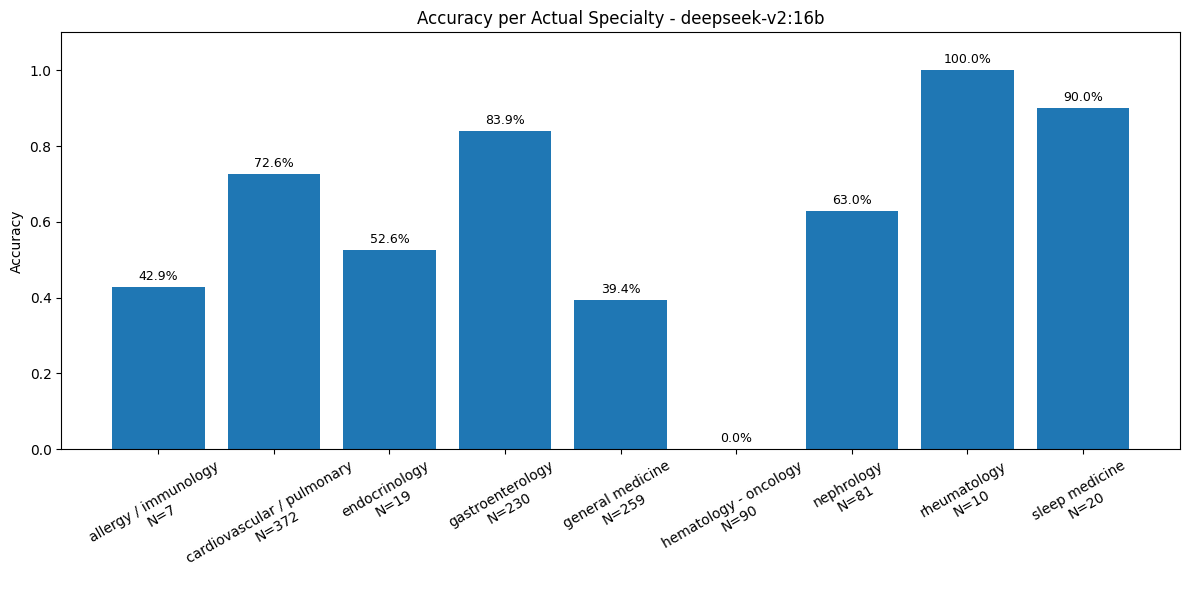 Accuracy per Actual Specialty - deepseek-v2:16b
Accuracy
1.0
0.8
0.6
0.4
0.2
0.0
42.9%
72.6%
52.6%
83.9%
39.4%
0.0%
63.0%
100.0%
90.0%
allergy / immunology
N=7
cardiovascular / pulmonary
N=372
endocrinology
N=19
gastroenterology
N=230
general medicine
N=259
hematology - oncology
N=90
nephrology
N=81
rheumatology
N=10
sleep medicine
N=20